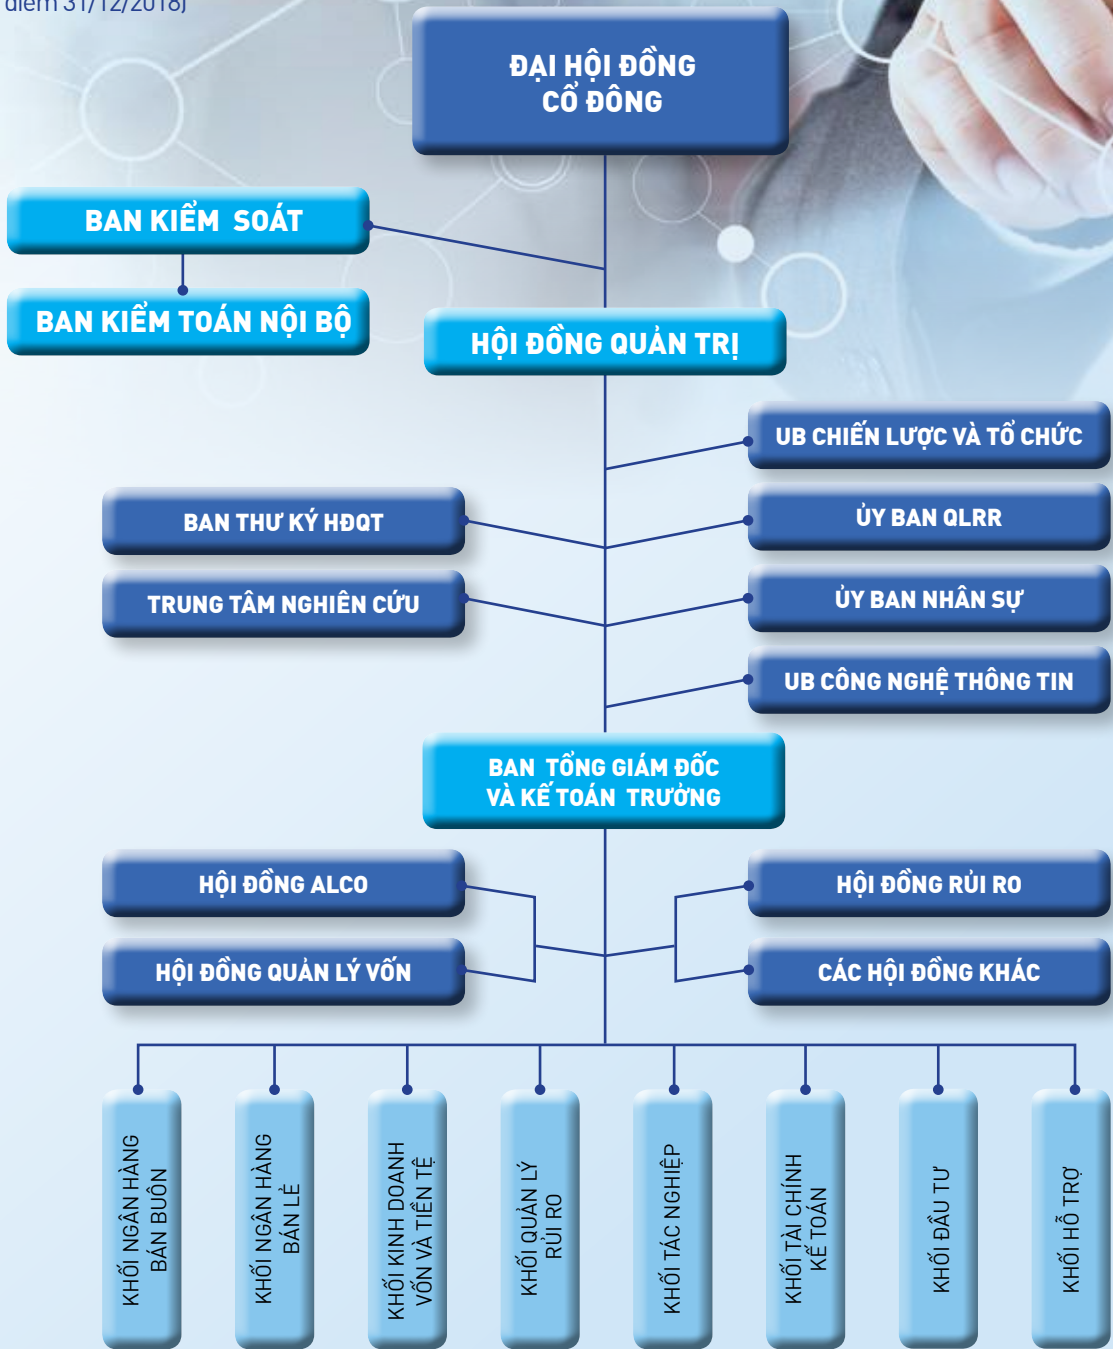 điểm 31/12/2018)
ĐẠI HỘI ĐỒNG
CỔ ĐÔNG
BAN KIỂM SOÁT
BAN KIỂM TOÁN NỘI BỘ
HỘI ĐỒNG QUẢN TRỊ
UB CHIẾN LƯỢC VÀ TỔ CHỨC
BAN THƯ KÝ HĐQT
ỦY BAN QLRR
TRUNG TÂM NGHIÊN CỨU
ỦY BAN NHÂN SỰ
UB CÔNG NGHỆ THÔNG TIN
BAN TỔNG GIÁM ĐỐC
VÀ KẾ TOÁN TRƯỞNG
HỘI ĐỒNG ALCO
HỘI ĐỒNG RỦI RO
HỘI ĐỒNG QUẢN LÝ VỐN
CÁC HỘI ĐỒNG KHÁC
KHỐI NGÂN HÀNG
BÁN BUÔN
KHỐI NGÂN HÀNG
BÁN LẺ
KHỐI KINH DOANH
VỐN VÀ TIỀN TỆ
KHỐI QUẢN LÝ
RỦI RO
KHỐI TÁC NGHIỆP
KHỐI TÀI CHÍNH
KẾ TOÁN
KHỐI ĐẦU TƯ
KHỐI HỖ TRỢ